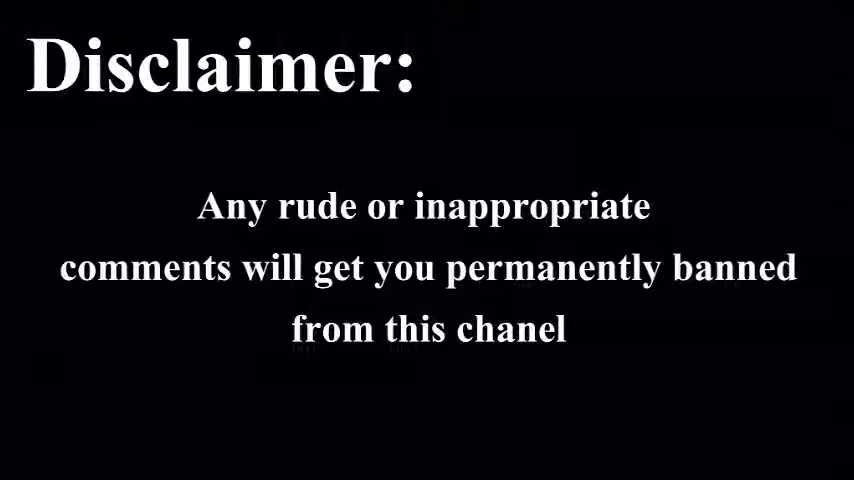 Disclaimer:
Any rude or inappropriate
comments will get you permanently banned
from this chanel